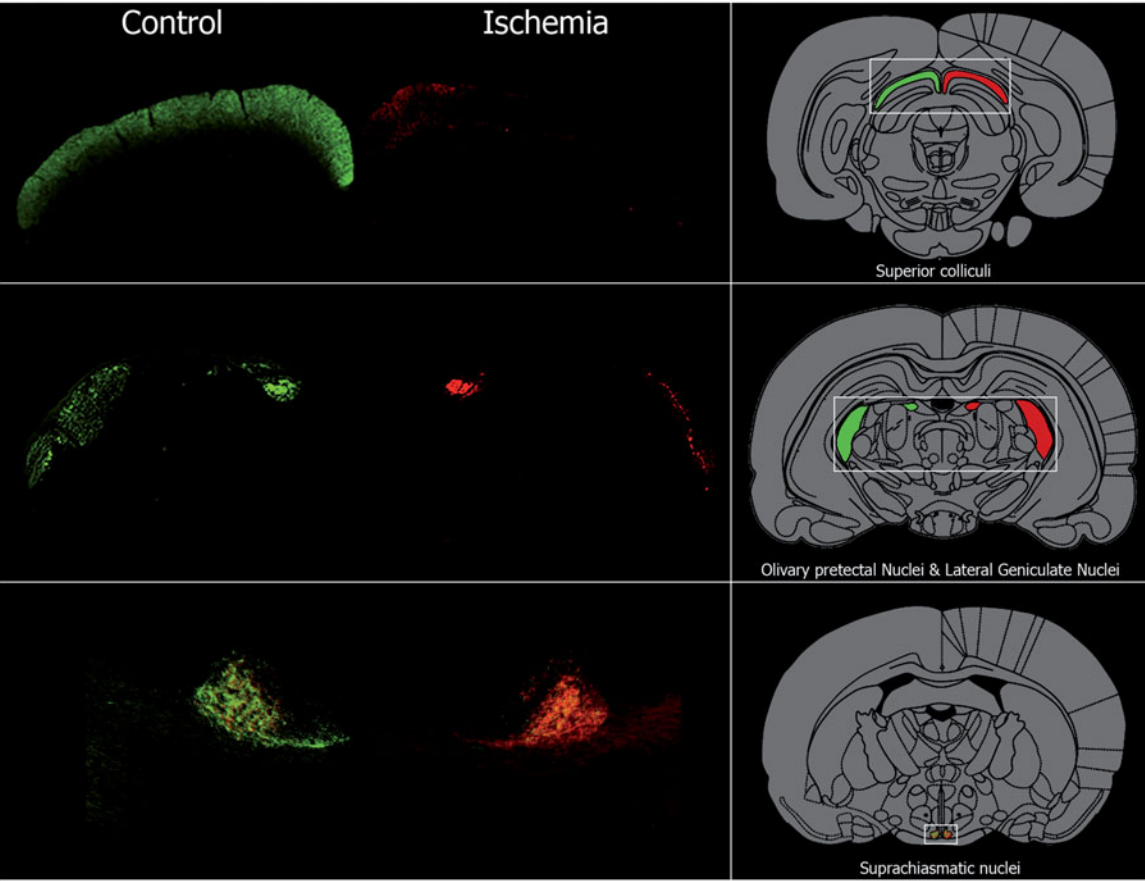 Control
Ischemia
Superior colliculi
Olivary pretectal Nuclei & Lateral Geniculate Nuclei
Suprachiasmatic nuclei